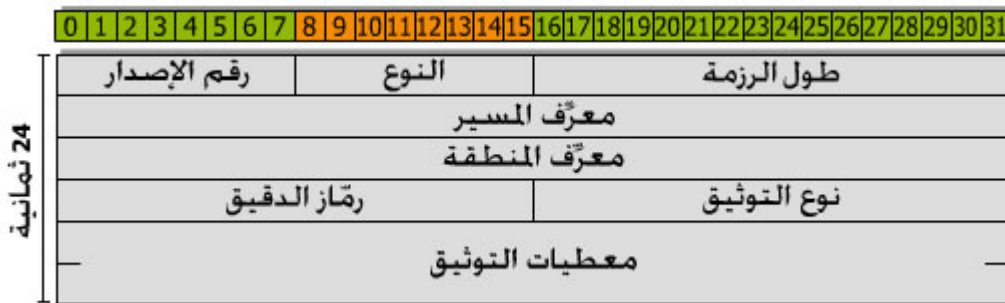 0 1 2 3 4 5 6 7 8 9 10 11 12 13 14 15 16 17 18 19 20 21 22 23 24 25 26 27 28 29 30 31
رقم الإصدار النوع طول الرزمة
معرَّف المسير
معرَّف المنطقة
رمّاز الدقيق نوع التوثيق
معطيات التوثيق
24 ثمانية